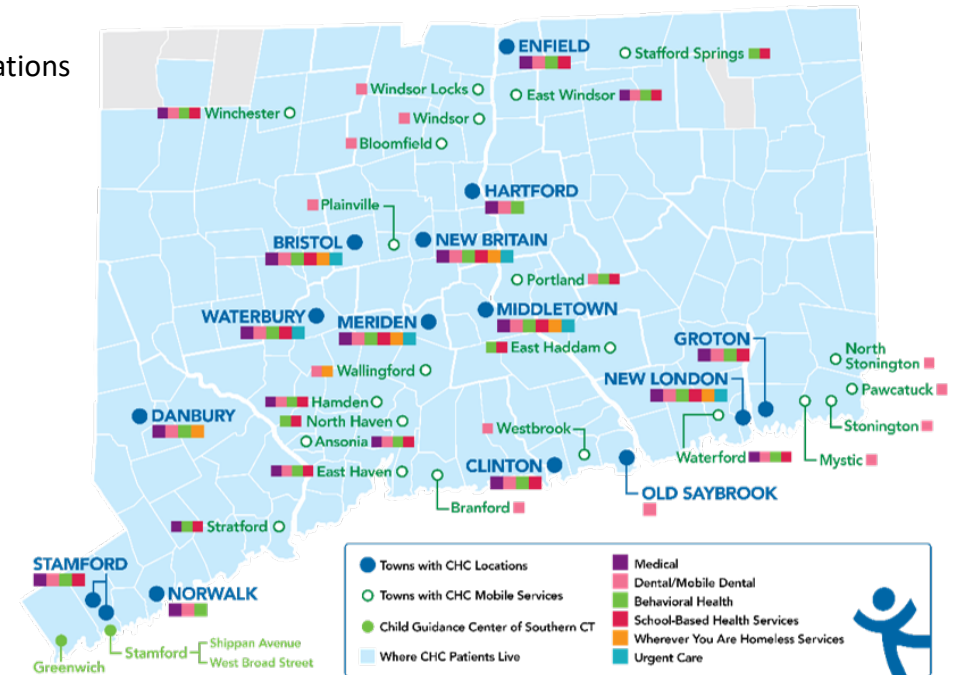 ations
ENFIELD
Stafford Springs
Windsor Locks
East Windsor
Winchester
Windsor
Bloomfield
HARTFORD
Plainville
BRISTOL
NEW BRITAIN
Portland
WATERBURY
MERIDEN
MIDDLETOWN
East Haddam
GROTON
North
Stonington
Wallingford
NEW LONDON
Pawcatuck
Hamden
DANBURY
North Haven
Westbrook
Stonington
Ansonia
Waterford
Mystic
East Haven
CLINTON
OLD SAYBROOK
Branford
Stratford
STAMFORD
NORWALK
Greenwich
Stamford
Shippan Avenue
West Broad Street
Towns with CHC Locations
Towns with CHC Mobile Services
Child Guidance Center of Southern CT
Where CHC Patients Live
Medical
Dental/Mobile Dental
Behavioral Health
School-Based Health Services
Wherever You Are Homeless Services
Urgent Care